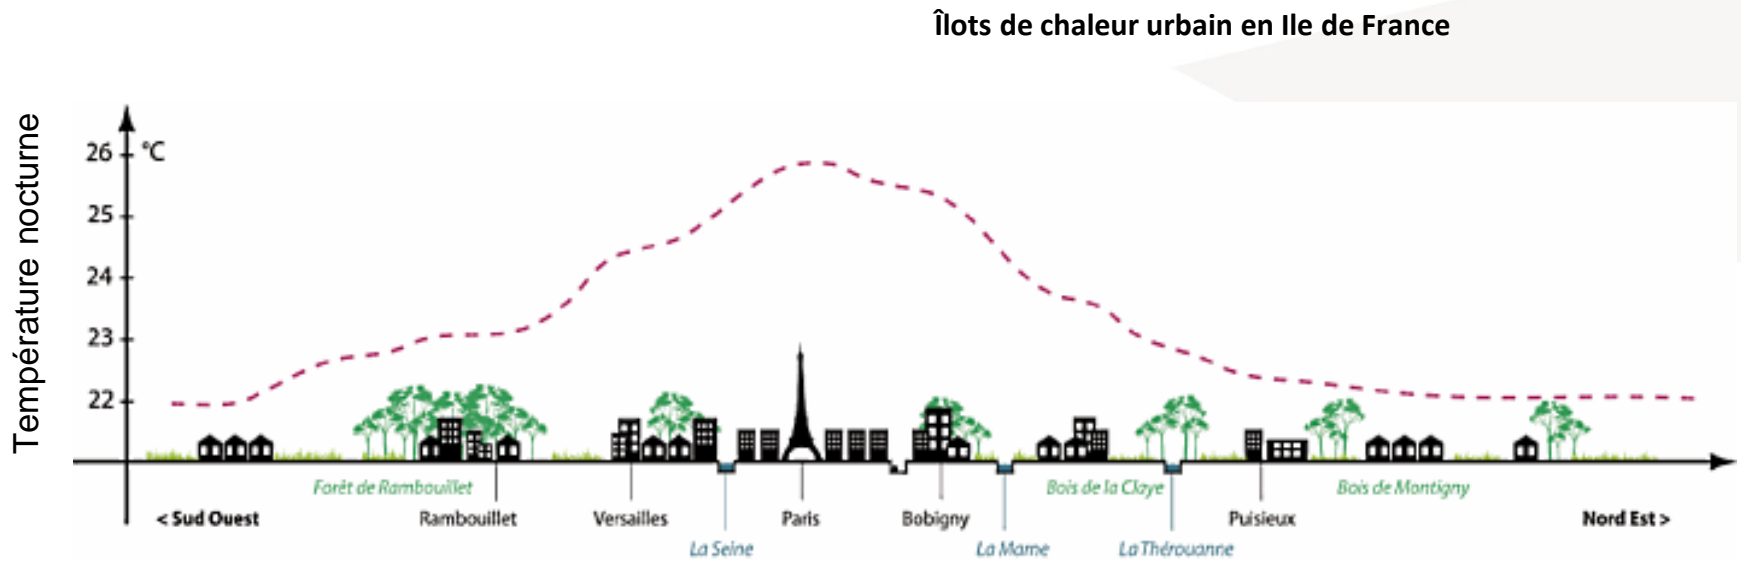 Îlots de chaleur urbain en Ile de France
Température nocturne
26 °C
25
24
23
22
Forêt de Rambouillet
Bois de la Claye
Bois de Montigny
< Sud Ouest
Rambouillet
Versailles
Paris
Bobigny
Puisieux
Nord Est >
La Seine
La Marne
La Thérouanne